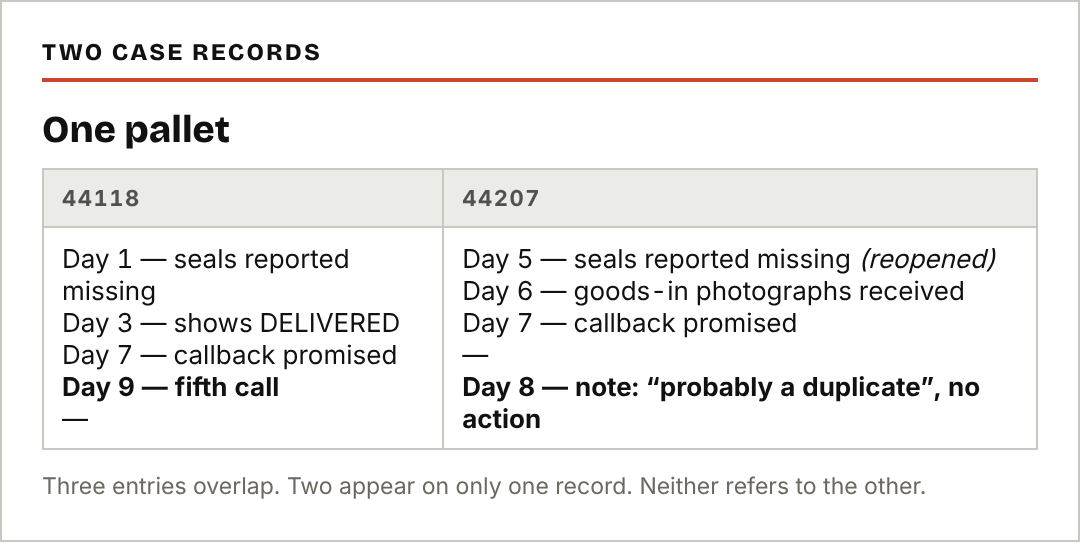 TWO CASE RECORDS
One pallet
44118
Day 1 — seals reported
missing
Day 3 — shows DELIVERED
Day 7 — callback promised
Day 9 — fifth call
—
44207
Day 5 — seals reported missing (reopened)
Day 6 — goods-in photographs received
Day 7 — callback promised
—
Day 8 — note: “probably a duplicate”, no
action
Three entries overlap. Two appear on only one record. Neither refers to the other.